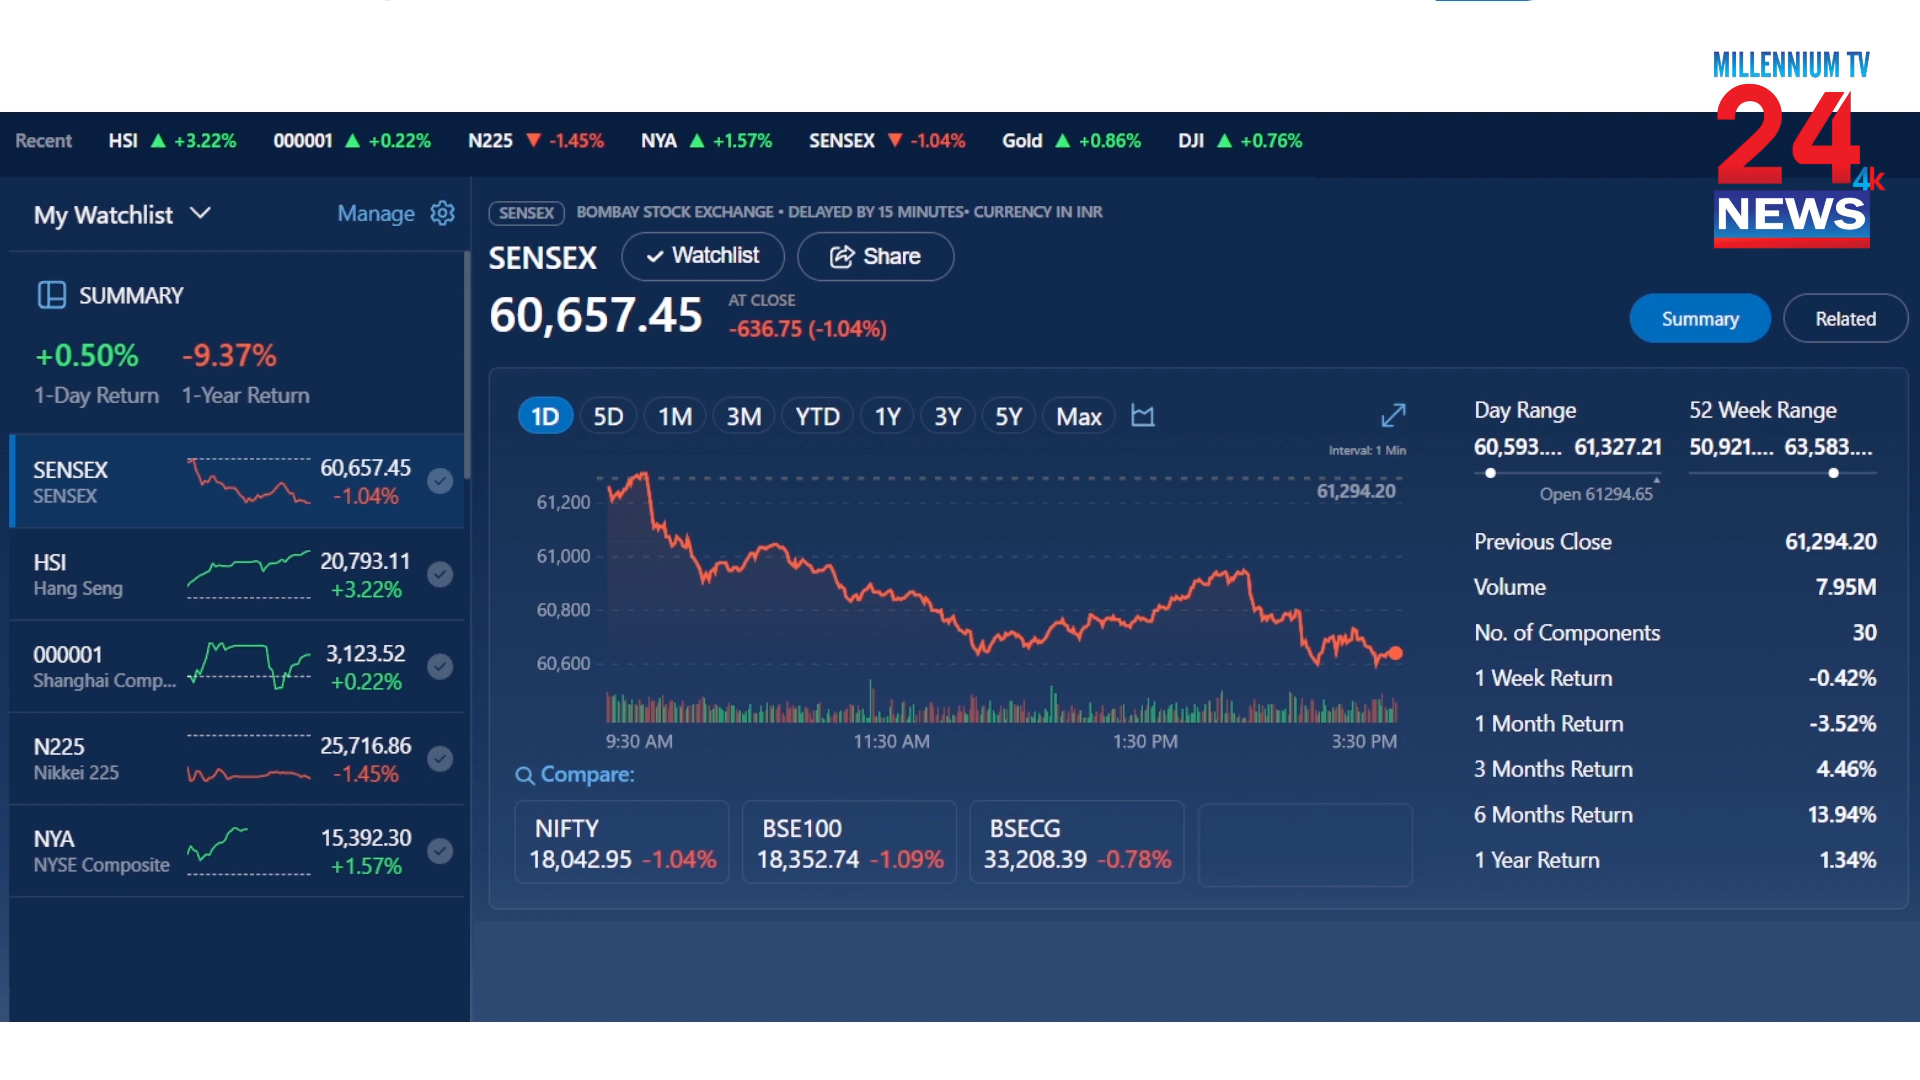 MILLENNIUM TV
24
4k
NEWS
Recent HSI ▲ +3.22% 000001 ▲ +0.22% N225 ▼ -1.45% NYA ▲ +1.57% SENSEX ▼ -1.04% Gold ▲ +0.86% DJI ▲ +0.76%
My Watchlist Manage
SUMMARY
+0.50% -9.37%
1-Day Return 1-Year Return
SENSEX 60,657.45
SENSEX -1.04%
HSI 20,793.11
Hang Seng +3.22%
000001 3,123.52
Shanghai Comp... +0.22%
N225 25,716.86
Nikkei 225 -1.45%
NYA 15,392.30
NYSE Composite +1.57%
SENSEX BOMBAY STOCK EXCHANGE • DELAYED BY 15 MINUTES• CURRENCY IN INR
SENSEX Watchlist Share
60,657.45 AT CLOSE
-636.75 (-1.04%)
Summary Related
1D 5D 1M 3M YTD 1Y 3Y 5Y Max
Interval: 1 Min
61,294.20
61,200
61,000
60,800
60,600
9:30 AM 11:30 AM 1:30 PM 3:30 PM
Compare:
NIFTY
18,042.95 -1.04%
BSE100
18,352.74 -1.09%
BSECG
33,208.39 -0.78%
Day Range 52 Week Range
60,593.... 61,327.21 50,921.... 63,583....
Open 61294.65
Previous Close 61,294.20
Volume 7.95M
No. of Components 30
1 Week Return -0.42%
1 Month Return -3.52%
3 Months Return 4.46%
6 Months Return 13.94%
1 Year Return 1.34%